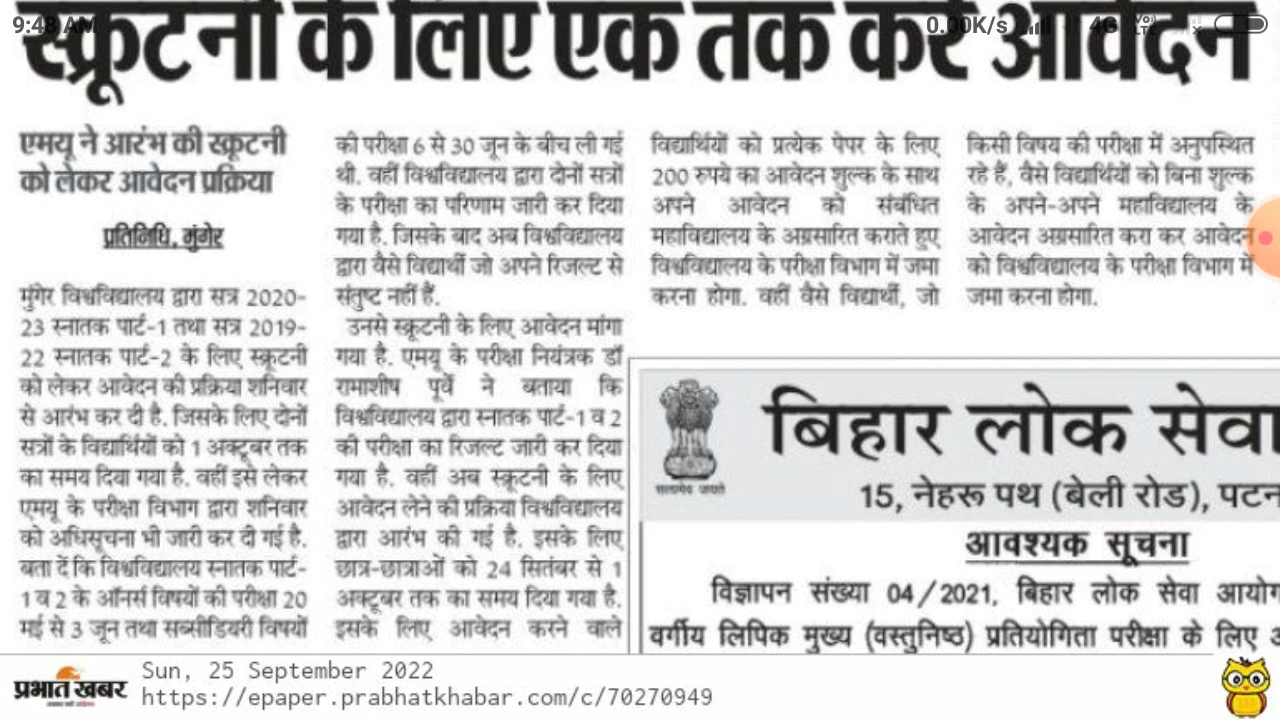 9:48 AM
0.00K/s
4G
स्क्रूटनी के लिए एक तक करें आवेदन
एमयू ने आरंभ की स्क्रूटनी
को लेकर आवेदन प्रक्रिया
प्रतिनिधि, मुंगेर
मुंगेर विश्वविद्यालय द्वारा सत्र 2020-
23 स्नातक पार्ट-1 तथा सत्र 2019-
22 स्नातक पार्ट-2 के लिए स्क्रूटनी
को लेकर आवेदन की प्रक्रिया शनिवार
से आरंभ कर दी है. जिसके लिए दोनों
सत्रों के विद्यार्थियों को 1 अक्टूबर तक
का समय दिया गया है. वहीं इसे लेकर
एमयू के परीक्षा विभाग द्वारा शनिवार
को अधिसूचना भी जारी कर दी गई है.
बता दें कि विश्वविद्यालय स्नातक पार्ट-
1 व 2 के ऑनर्स विषयों की परीक्षा 20
मई से 3 जून तथा सब्सीडियरी विषयों
की परीक्षा 6 से 30 जून के बीच ली गई
थी. वहीं विश्वविद्यालय द्वारा दोनों सत्रों
के परीक्षा का परिणाम जारी कर दिया
गया है. जिसके बाद अब विश्वविद्यालय
द्वारा वैसे विद्यार्थी जो अपने रिजल्ट से
संतुष्ट नहीं हैं.
उनसे स्क्रूटनी के लिए आवेदन मांगा
गया है. एमयू के परीक्षा नियंत्रक डॉ
रामाशीष पूर्वे ने बताया कि
विश्वविद्यालय द्वारा स्नातक पार्ट-1 व 2
की परीक्षा का रिजल्ट जारी कर दिया
गया है. वहीं अब स्क्रूटनी के लिए
आवेदन लेने की प्रक्रिया विश्वविद्यालय
द्वारा आरंभ की गई है. इसके लिए
छात्र-छात्राओं को 24 सितंबर से 1
अक्टूबर तक का समय दिया गया है.
इसके लिए आवेदन करने वाले
विद्यार्थियों को प्रत्येक पेपर के लिए
200 रुपये का आवेदन शुल्क के साथ
अपने आवेदन को संबंधित
महाविद्यालय के अग्रसारित कराते हुए
विश्वविद्यालय के परीक्षा विभाग में जमा
करना होगा. वहीं वैसे विद्यार्थी, जो
किसी विषय की परीक्षा में अनुपस्थित
रहे हैं, वैसे विद्यार्थियों को बिना शुल्क
के अपने-अपने महाविद्यालय के
आवेदन अग्रसारित करा कर आवेदन
को विश्वविद्यालय के परीक्षा विभाग में
जमा करना होगा.
सत्यमेव जयते
बिहार लोक सेवा
15, नेहरू पथ (बेली रोड), पटन
आवश्यक सूचना
विज्ञापन संख्या 04/2021, बिहार लोक सेवा आयोग
वर्गीय लिपिक मुख्य (वस्तुनिष्ठ) प्रतियोगिता परीक्षा के लिए
प्रभात खबर
Sun, 25 September 2022
https://epaper.prabhatkhabar.com/c/70270949